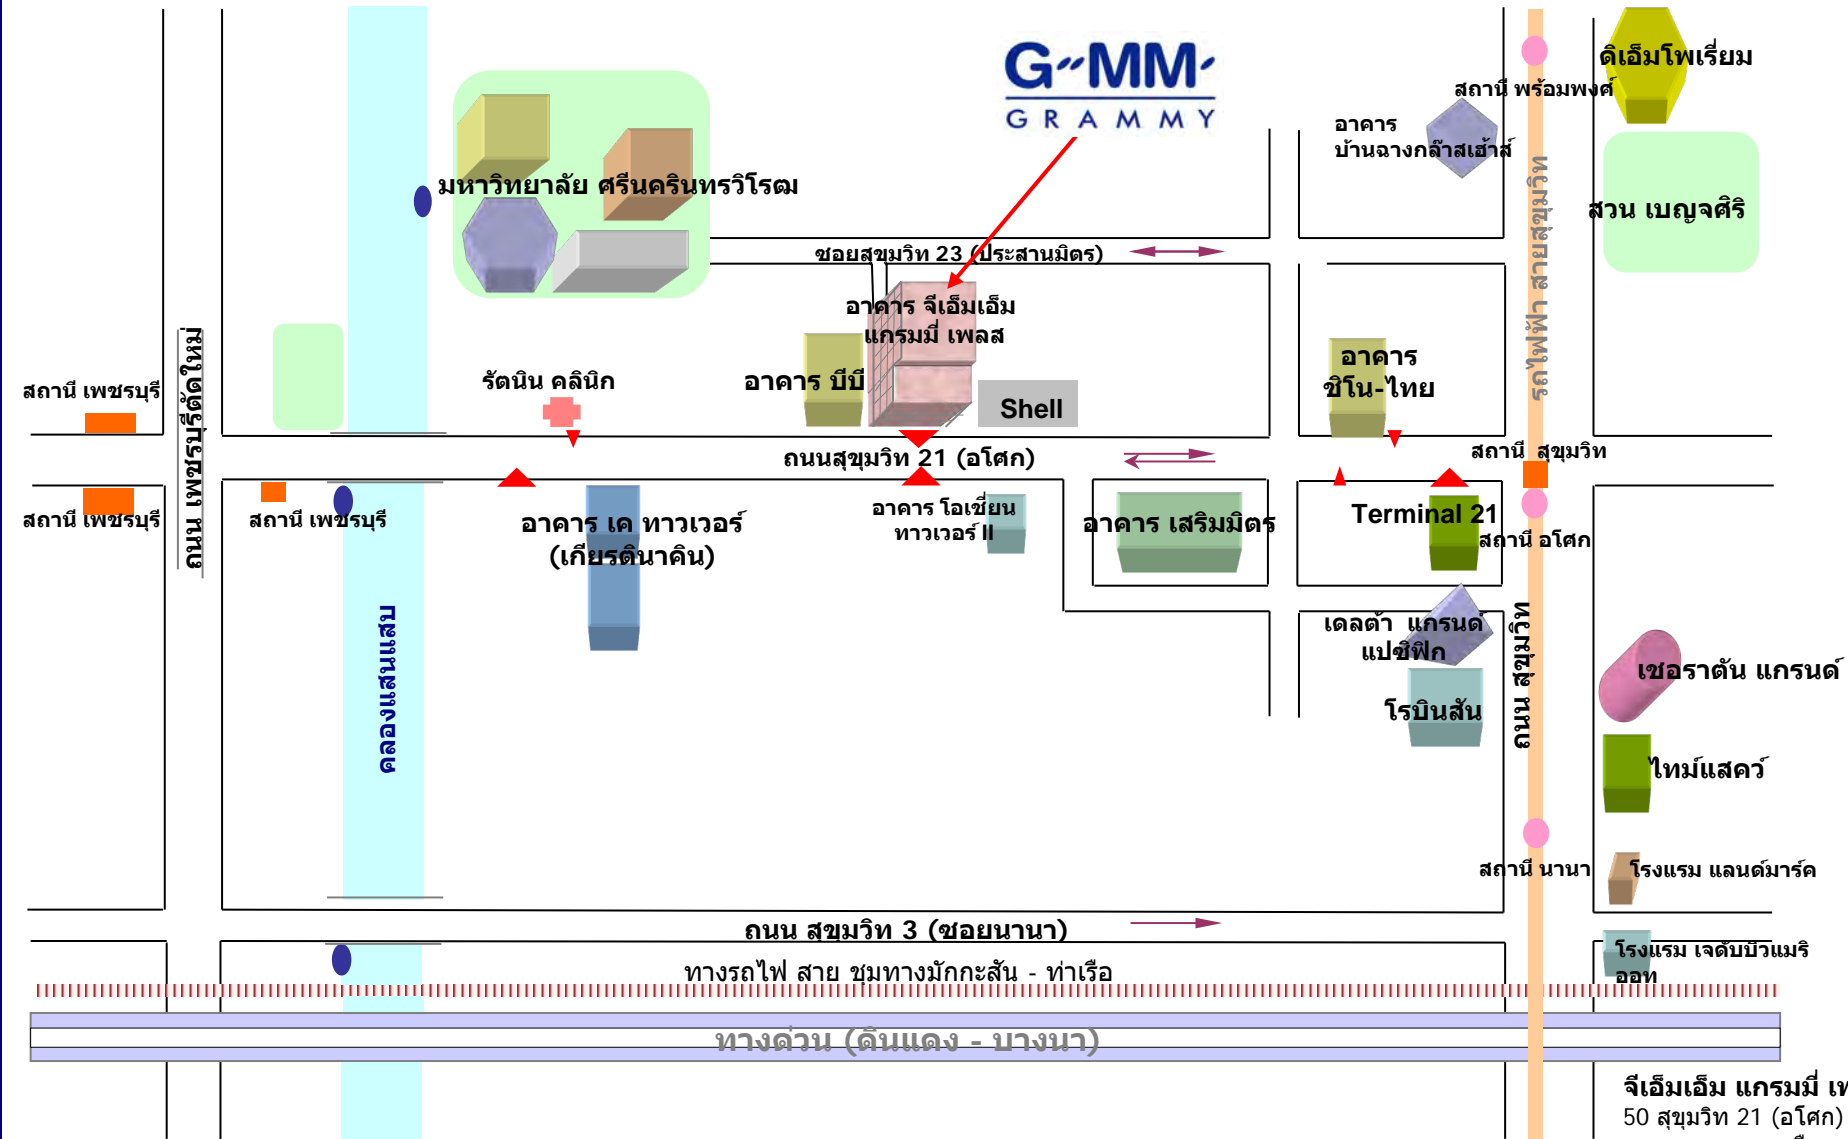 G MM
GRAMMY
ดิเอ็มโพเรี่ยม
สถานี พร้อมพงศ์
อาคาร
บ้านฉางกล๊าสเฮ้าส์
มหาวิทยาลัย ศรีนครินทรวิโรฒ
สวน เบญจศิริ
รถไฟฟ้า สายสุขุมวิท
ซอยสุขุมวิท 23 (ประสานมิตร)
อาคาร จีเอ็มเอ็ม
แกรมมี่ เพลส
ถนน เพชรบุรีตัดใหม่
สถานี เพชรบุรี
รัตนิน คลินิก
อาคาร บีบี
Shell
อาคาร
ซิโน-ไทย
ถนนสุขุมวิท 21 (อโศก)
สถานี สุขุมวิท
สถานี เพชรบุรี
สถานี เพชรบุรี
อาคาร เค ทาวเวอร์
(เกียรตินาคิน)
อาคาร โอเชี่ยน
ทาวเวอร์ II
อาคาร เสริมมิตร
Terminal 21
สถานี อโศก
คลองแสนแสบ
เดลต้า แกรนด์
แปซิฟิก
ถนน สุขุมวิท
เชอราตัน แกรนด์
โรบินสัน
ไทม์แสควร์
สถานี นานา
โรงแรม แลนด์มาร์ค
ถนน สุขุมวิท 3 (ซอยนานา)
โรงแรม เจดับบิวแมริ
ออท
ทางรถไฟ สาย ชุมทางมักกะสัน - ท่าเรือ
ทางด่วน (ดินแดง - บางนา)
จีเอ็มเอ็ม แกรมมี่
50 สุขุมวิท 21 (อโศก)